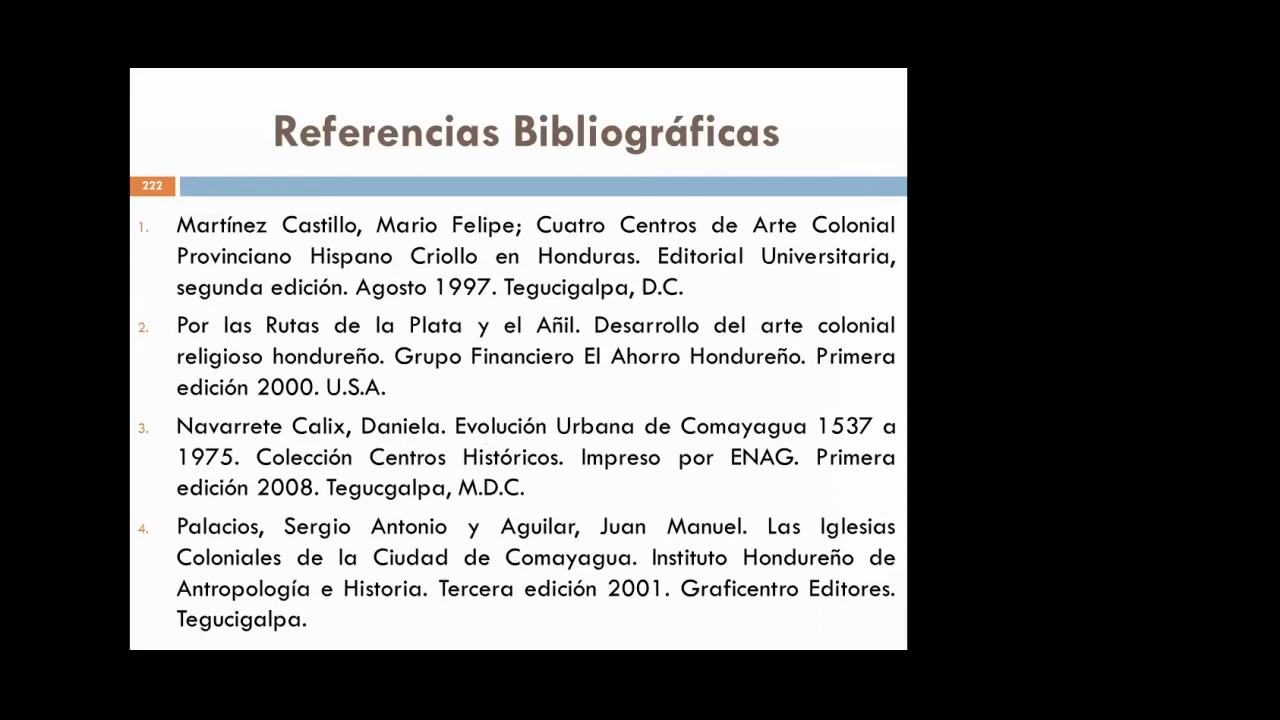 Referencias Bibliográficas
222
1. Martínez Castillo, Mario Felipe; Cuatro Centros de Arte Colonial
Provinciano Hispano Criollo en Honduras. Editorial Universitaria,
segunda edición. Agosto 1997. Tegucigalpa, D.C.
2. Por las Rutas de la Plata y el Añil. Desarrollo del arte colonial
religioso hondureño. Grupo Financiero El Ahorro Hondureño. Primera
edición 2000. U.S.A.
3. Navarrete Calix, Daniela. Evolución Urbana de Comayagua 1537 a
1975. Colección Centros Históricos. Impreso por ENAG. Primera
edición 2008. Tegucgalpa, M.D.C.
4. Palacios, Sergio Antonio y Aguilar, Juan Manuel. Las Iglesias
Coloniales de la Ciudad de Comayagua. Instituto Hondureño de
Antropología e Historia. Tercera edición 2001. Graficentro Editores.
Tegucigalpa.